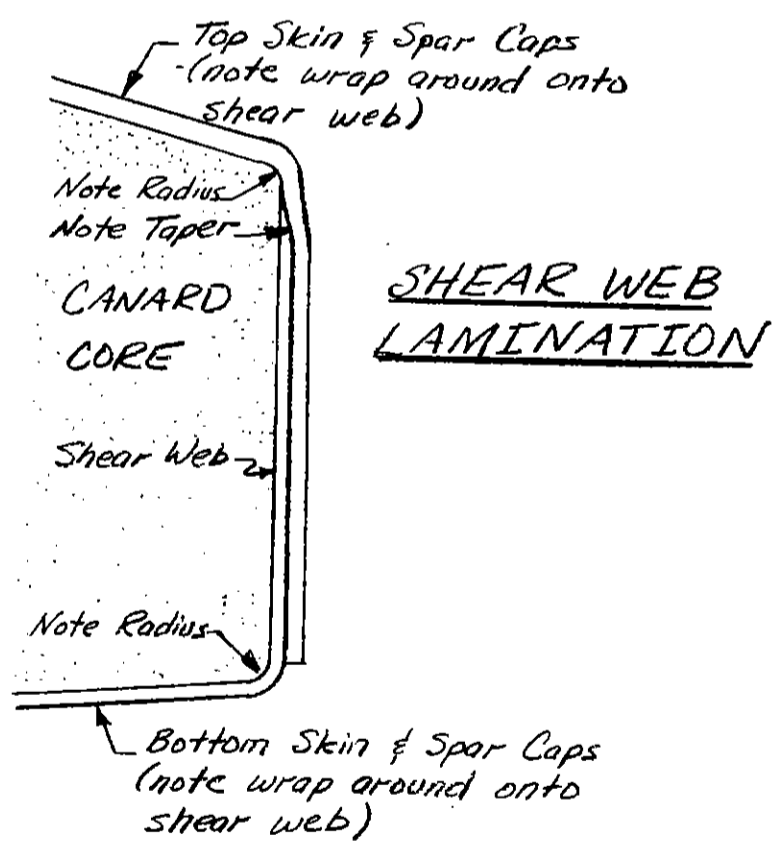 Top Skin & Spar Caps
(note wrap around onto
shear web)
Note Radius
Note Taper
CANARD
CORE
SHEAR WEB
LAMINATION
Shear Web
Note Radius
Bottom Skin & Spar Caps
(note wrap around onto
shear web)